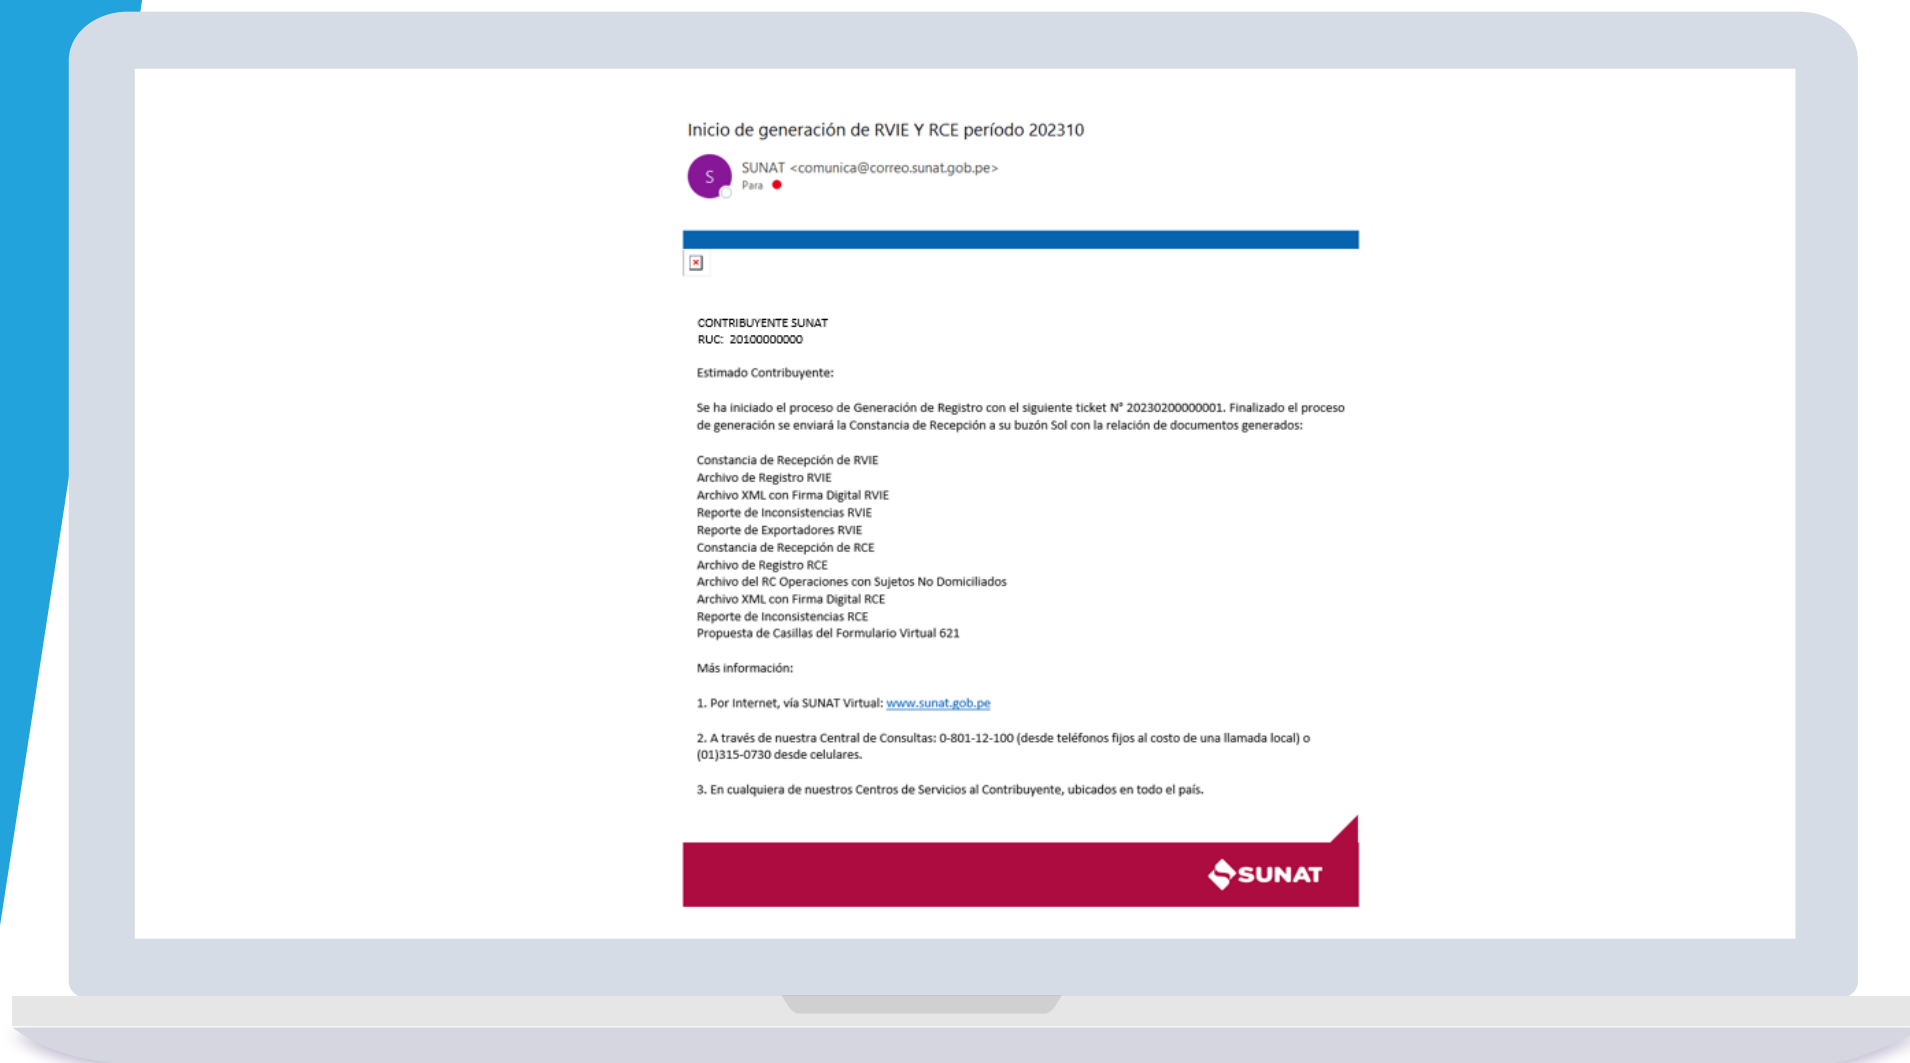 Inicio de generación de RVIE Y RCE período 202310
S
SUNAT <comunica@correo.sunat.gob.pe>
Para
CONTRIBUYENTE SUNAT
RUC: 20100000000
Estimado Contribuyente:
Se ha iniciado el proceso de Generación de Registro con el siguiente ticket N° 20230200000001. Finalizado el proceso
de generación se enviará la Constancia de Recepción a su buzón Sol con la relación de documentos generados:
Constancia de Recepción de RVIE
Archivo de Registro RVIE
Archivo XML con Firma Digital RVIE
Reporte de Inconsistencias RVIE
Reporte de Exportadores RVIE
Constancia de Recepción de RCE
Archivo de Registro RCE
Archivo del RC Operaciones con Sujetos No Domiciliados
Archivo XML con Firma Digital RCE
Reporte de Inconsistencias RCE
Propuesta de Casillas del Formulario Virtual 621
Más información:
1. Por Internet, vía SUNAT Virtual: www.sunat.gob.pe
2. A través de nuestra Central de Consultas: 0-801-12-100 (desde teléfonos fijos al costo de una llamada local) o
(01)315-0730 desde celulares.
3. En cualquiera de nuestros Centros de Servicios al Contribuyente, ubicados en todo el país.
SUNAT